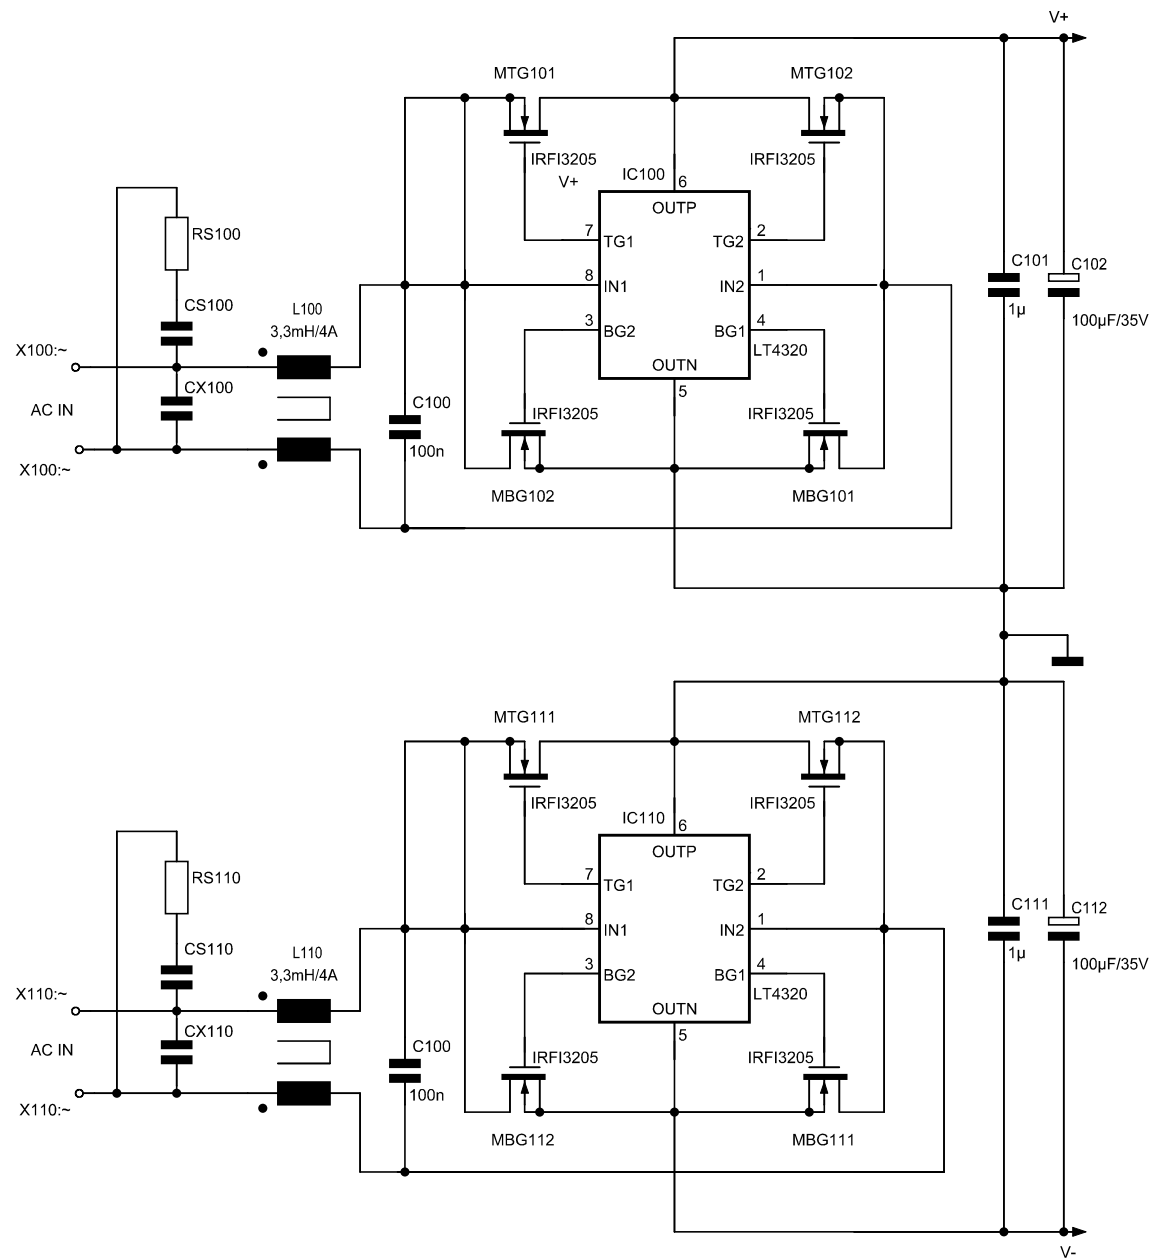 V+
MTG101
MTG102
IRFI3205
IRFI3205
V+
IC100
6
OUTP
RS100
7
TG1
TG2
2
8
IN1
IN2
1
C101
1µ
C102
100µF/35V
CS100
L100
3,3mH/4A
3
BG2
BG1
4
LT4320
X100:~
OUTN
5
CX100
AC IN
C100
100n
IRFI3205
IRFI3205
X100:~
MBG102
MBG101
MTG111
MTG112
IRFI3205
IRFI3205
IC110
6
OUTP
RS110
7
TG1
TG2
2
8
IN1
IN2
1
C111
1µ
C112
100µF/35V
CS110
L110
3,3mH/4A
3
BG2
BG1
4
LT4320
X110:~
OUTN
5
CX110
AC IN
C100
100n
IRFI3205
IRFI3205
X110:~
MBG112
MBG111
V-